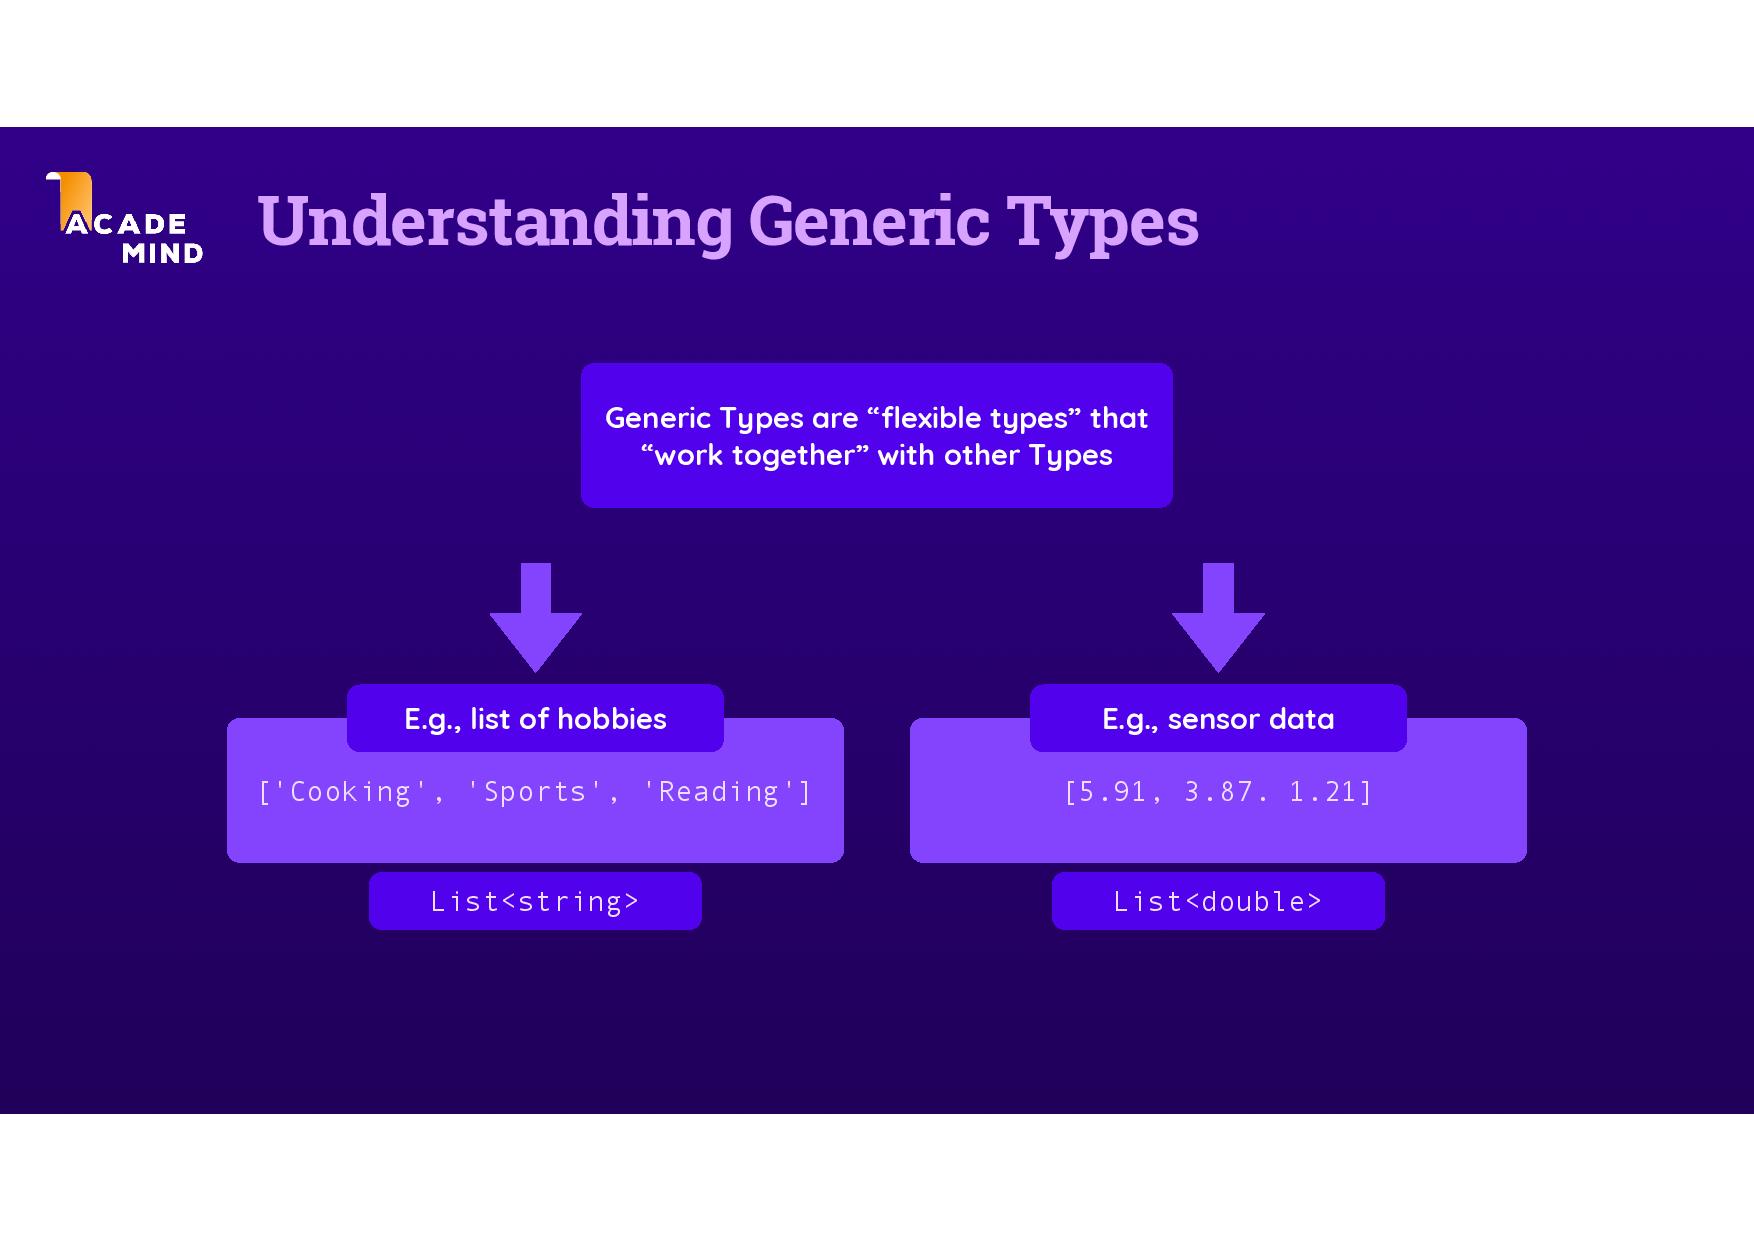 ACADE
MIND
Understanding Generic Types
Generic Types are “flexible types” that
“work together” with other Types
E.g., list of hobbies
['Cooking', 'Sports', 'Reading']
List<string>
E.g., sensor data
[5.91, 3.87. 1.21]
List<double>